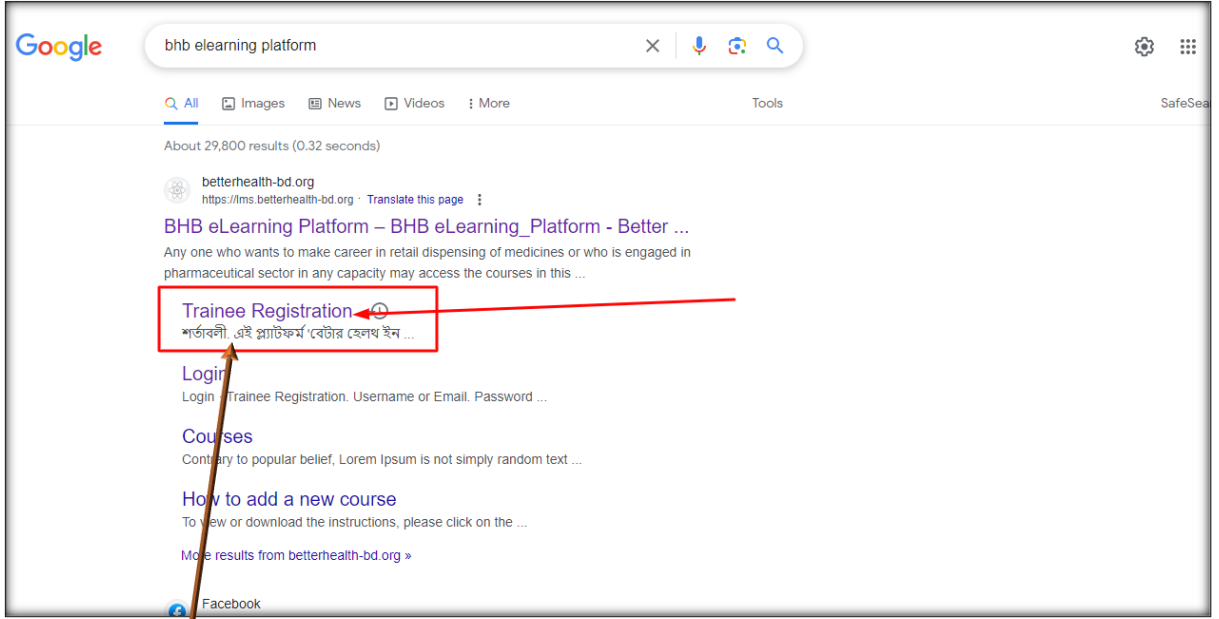 Google
bhb elearning platform
All Images News Videos More Tools SafeSear
About 29,800 results (0.32 seconds)
betterhealth-bd.org
https://lms.betterhealth-bd.org · Translate this page
BHB eLearning Platform – BHB eLearning_Platform - Better ...
Any one who wants to make career in retail dispensing of medicines or who is engaged in
pharmaceutical sector in any capacity may access the courses in this ...
Trainee Registration
শর্তাবলী. এই প্ল্যাটফর্ম 'বেটার হেলথ ইন ...
Login
Login · Trainee Registration. Username or Email. Password ...
Courses
Contrary to popular belief, Lorem Ipsum is not simply random text ...
How to add a new course
To view or download the instructions, please click on the ...
More results from betterhealth-bd.org »
Facebook